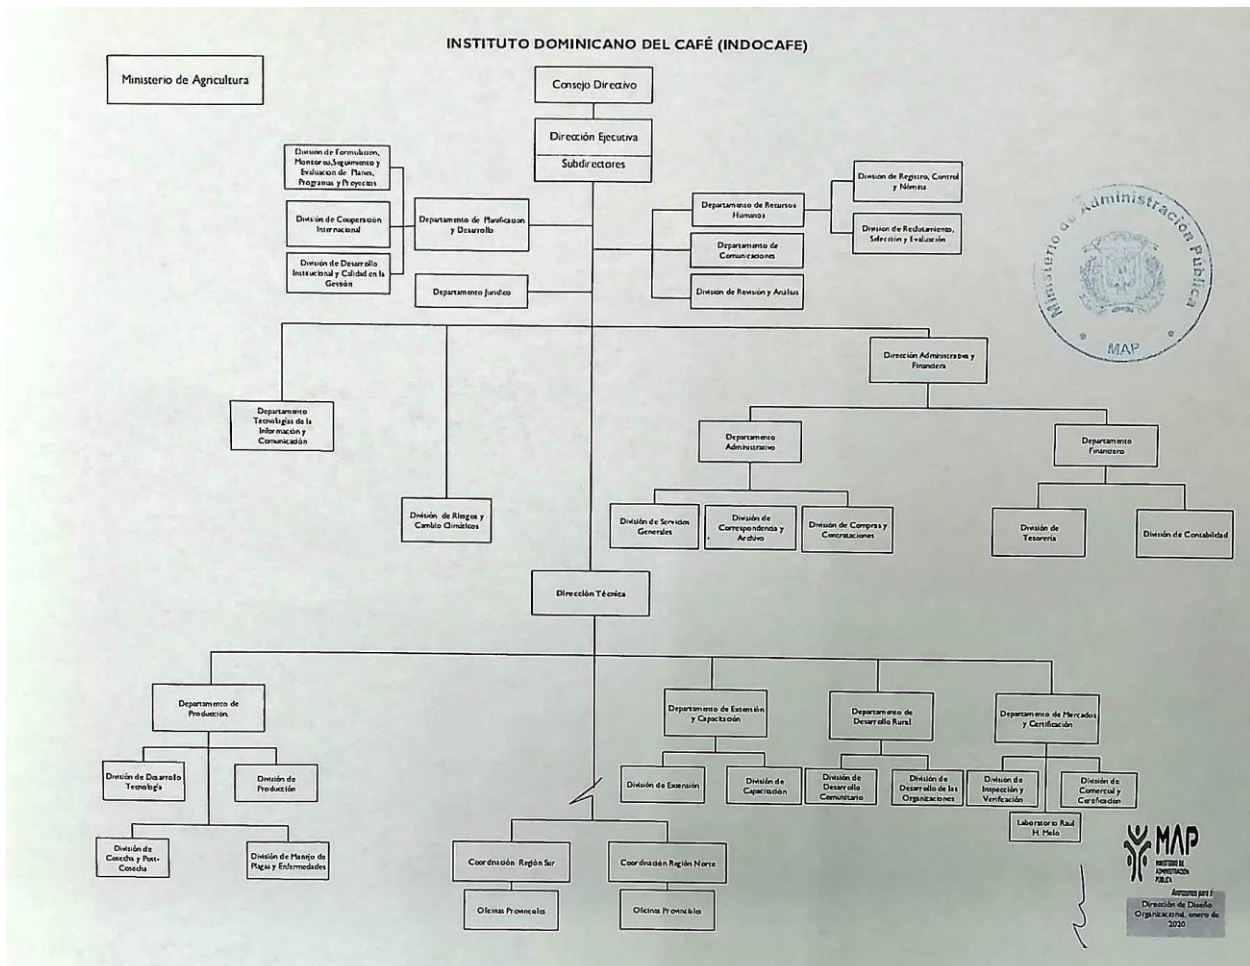 INSTITUTO DOMINICANO DEL CAFÉ (INDOCAFE)
Ministerio de Agricultura
Consejo Directivo
Dirección Ejecutiva
Subdirectores
División de Formulación,
Monitoreo,Seguimiento y
Evaluacion de Planes,
Programas y Proyectos
División de Cooperación
Internacional
División de Desarrollo
Institucional y Calidad en la
Gestión
Departamento de Planificacion
y Desarrollo
Departamento Jurídico
Departamento de Recursos
Humanos
Departamento de
Comunicaciones
División de Revisión y Análisis
División de Registro, Control
y Nómina
División de Reclutamiento,
Selección y Evaluación
Ministerio de Administración Pública
MAP
Dirección Administrativa y
Financiera
Departamento
Tecnologías de la
Información y
Comunicación
Departamento
Administrativo
Departamento
Financiero
División de Riesgos y
Cambio Climáticos
División de Servicios
Generales
División de
Correspondencia y
Archivo
División de Compras y
Contrataciones
División de
Tesorería
División de Contabilidad
Dirección Técnica
Departamento de
Produccion
Departamento de Extensión
y Capacitación
Departamento de
Desarrollo Rural
Departamento de Mercados
y Certificación
División de Desarrollo
Tecnología
División de
Producción
División de Extensión
División de
Capacitación
División de
Desarrollo
Comunitario
División de
Desarrollo de las
Organizaciones
División de
Inspección y
Verificación
División de
Comercial y
Certificación
Laboratorio Raul
H. Melo
División de
Cosecha y Post-
Cosecha
División de Manejo de
Plagas y Enfermedades
Coordinación Región Sur
Coordinación Región Norte
Oficinas Provinciales
Oficinas Provinciales
MAP
MINISTERIO DE
ADMINISTRACIÓN
PÚBLICA
Avanzamos para ti
Dirección de Diseño
Organizacional, enero de
2020